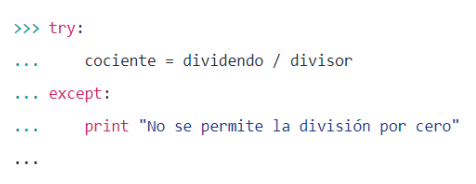 >>> try:
...     cociente = dividendo / divisor
... except:
...     print "No se permite la división por cero"
...